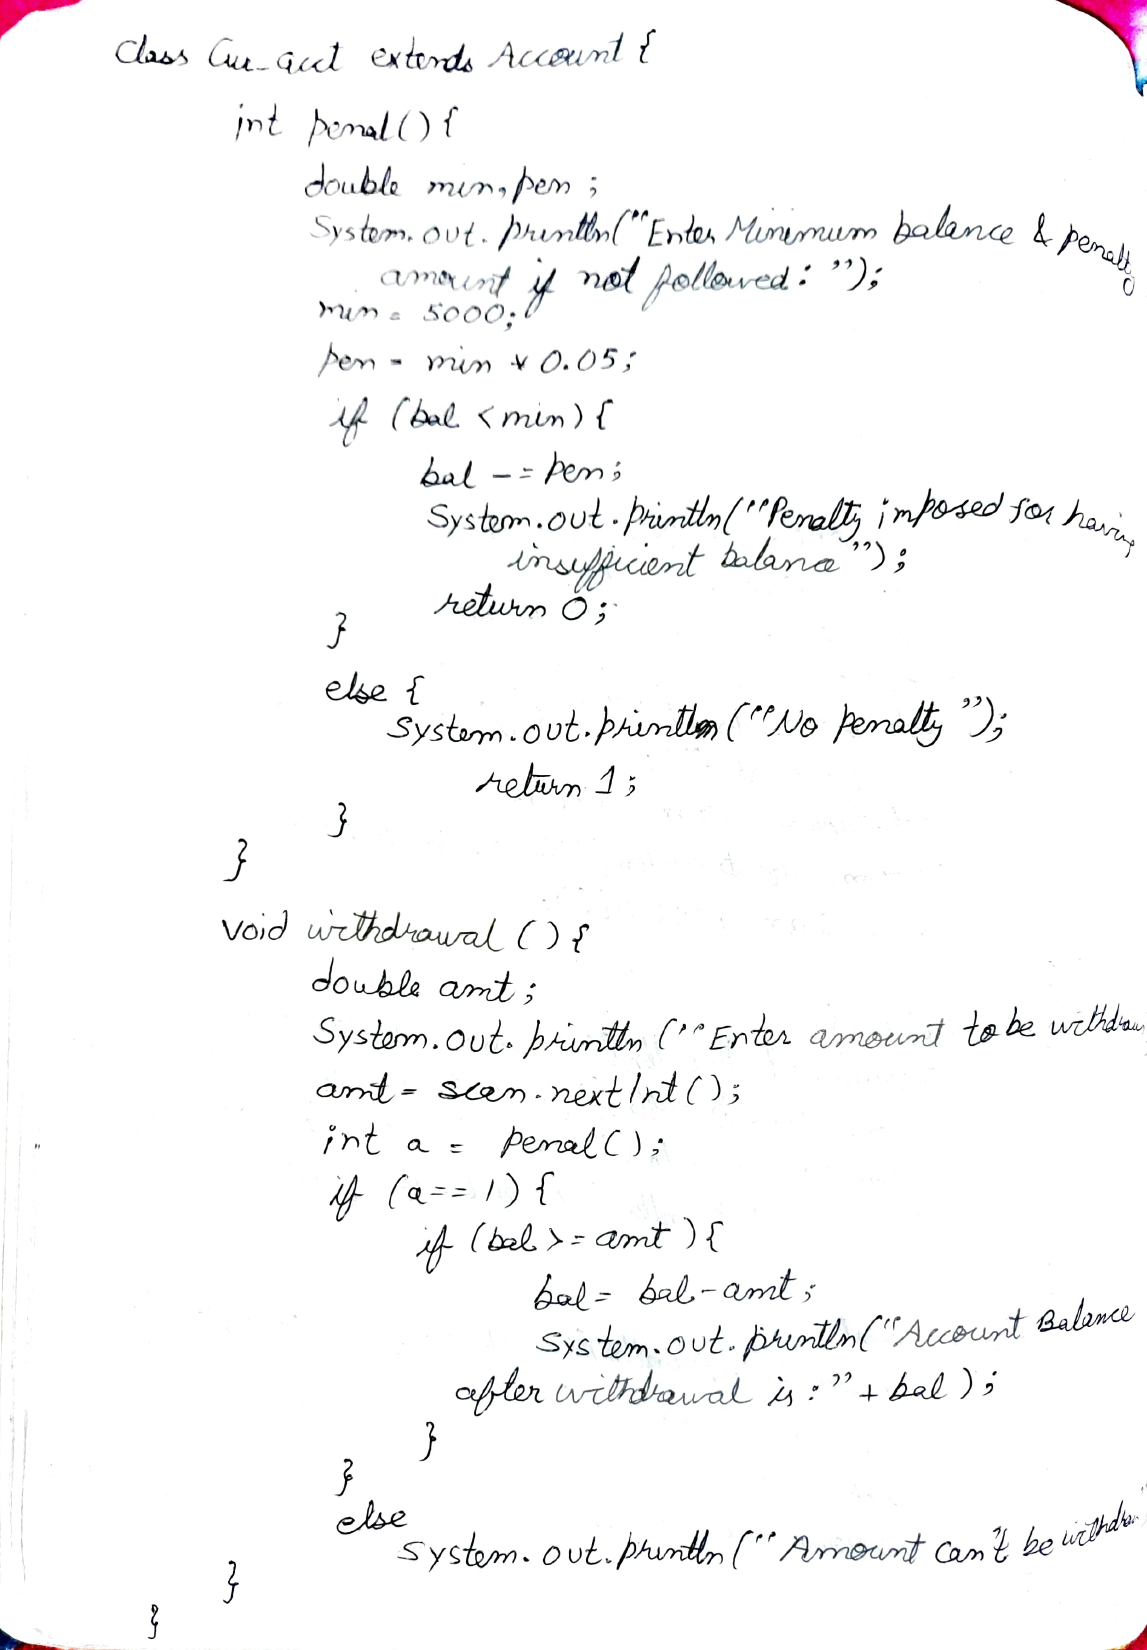 Class Cur_acct extends Account {
int penal() {
double min, pen ;
System. out. println(""Enter Minimum balance & penalty
amount if not followed : "");
min = 5000;
pen = min * 0.05;
if (bal < min) {
bal -= pen;
System.out.println(""Penalty imposed for having
insufficient balance"");
return 0;
}
else {
System.out.println(""No penalty "");
return 1;
}
}
void withdrawal () {
double amt ;
System.out. println (""Enter amount to be withdraw
amt = scan.nextInt();
int a = penal();
if (a == 1) {
if (bal >= amt ) {
bal = bal-amt ;
System.out.println(""Account Balance
after withdrawal is : "" + bal ) ;
}
}
else
System. out. println (""Amount can't be withdraw
}
}